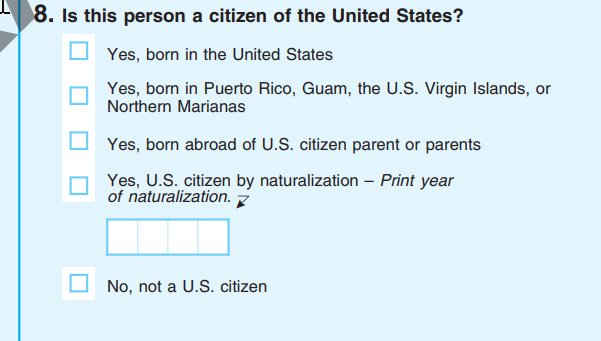 8. Is this person a citizen of the United States?
Yes, born in the United States
Yes, born in Puerto Rico, Guam, the U.S. Virgin Islands, or
Northern Marianas
Yes, born abroad of U.S. citizen parent or parents
Yes, U.S. citizen by naturalization – Print year
of naturalization.
No, not a U.S. citizen